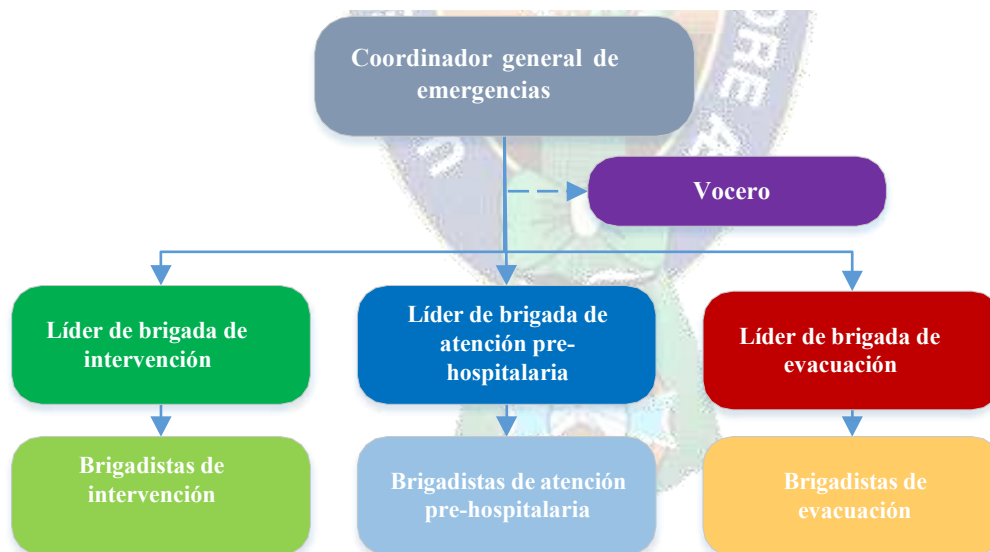 Coordinador general de
emergencias
Vocero
Líder de brigada de
intervención
Líder de brigada de
atención pre-
hospitalaria
Líder de brigada de
evacuación
Brigadistas de
intervención
Brigadistas de atención
pre-hospitalaria
Brigadistas de
evacuación